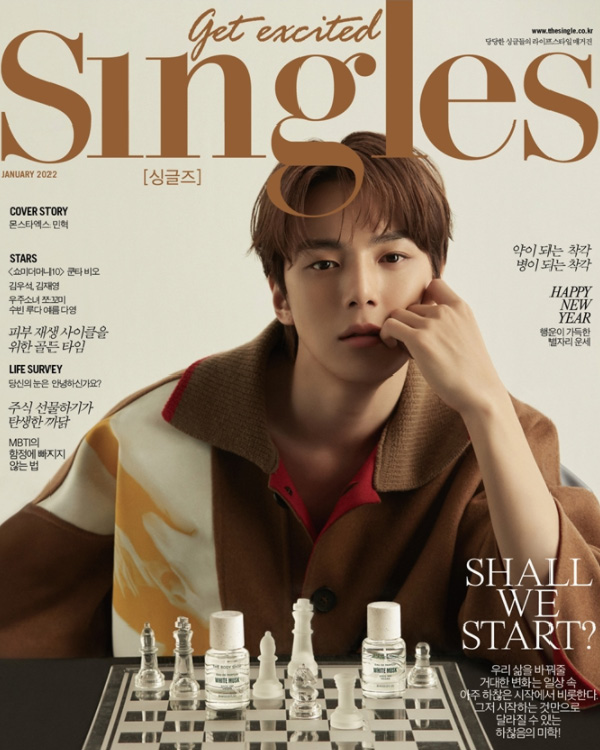 Get excited
Singles
www.thesingle.co.kr
당당한 싱글들의 라이프스타일 매거진
JANUARY 2022
[싱글즈]
COVER STORY
몬스타엑스 민혁
STARS
<쇼미더머니10> 쿤타 비오
김우석, 김재영
우주소녀 쪼꼬미
수빈 루다 여름 다영
피부 재생 사이클을
위한 골든 타임
LIFE SURVEY
당신의 눈은 안녕하신가요?
주식 선물하기가
탄생한 까닭
MBTI의
함정에 빠지지
않는 법
약이 되는 착각
병이 되는 착각
HAPPY
NEW
YEAR
행운이 가득한
별자리 운세
SHALL
WE
START?
우리 삶을 바꿔줄
거대한 변화는 일상 속
아주 하찮은 시작에서 비롯한다
그저 시작하는 것만으로
달라질 수 있는
하찮음의 미학!
THE BODY SHOP
WHITE MUSK
WHITE MUSK